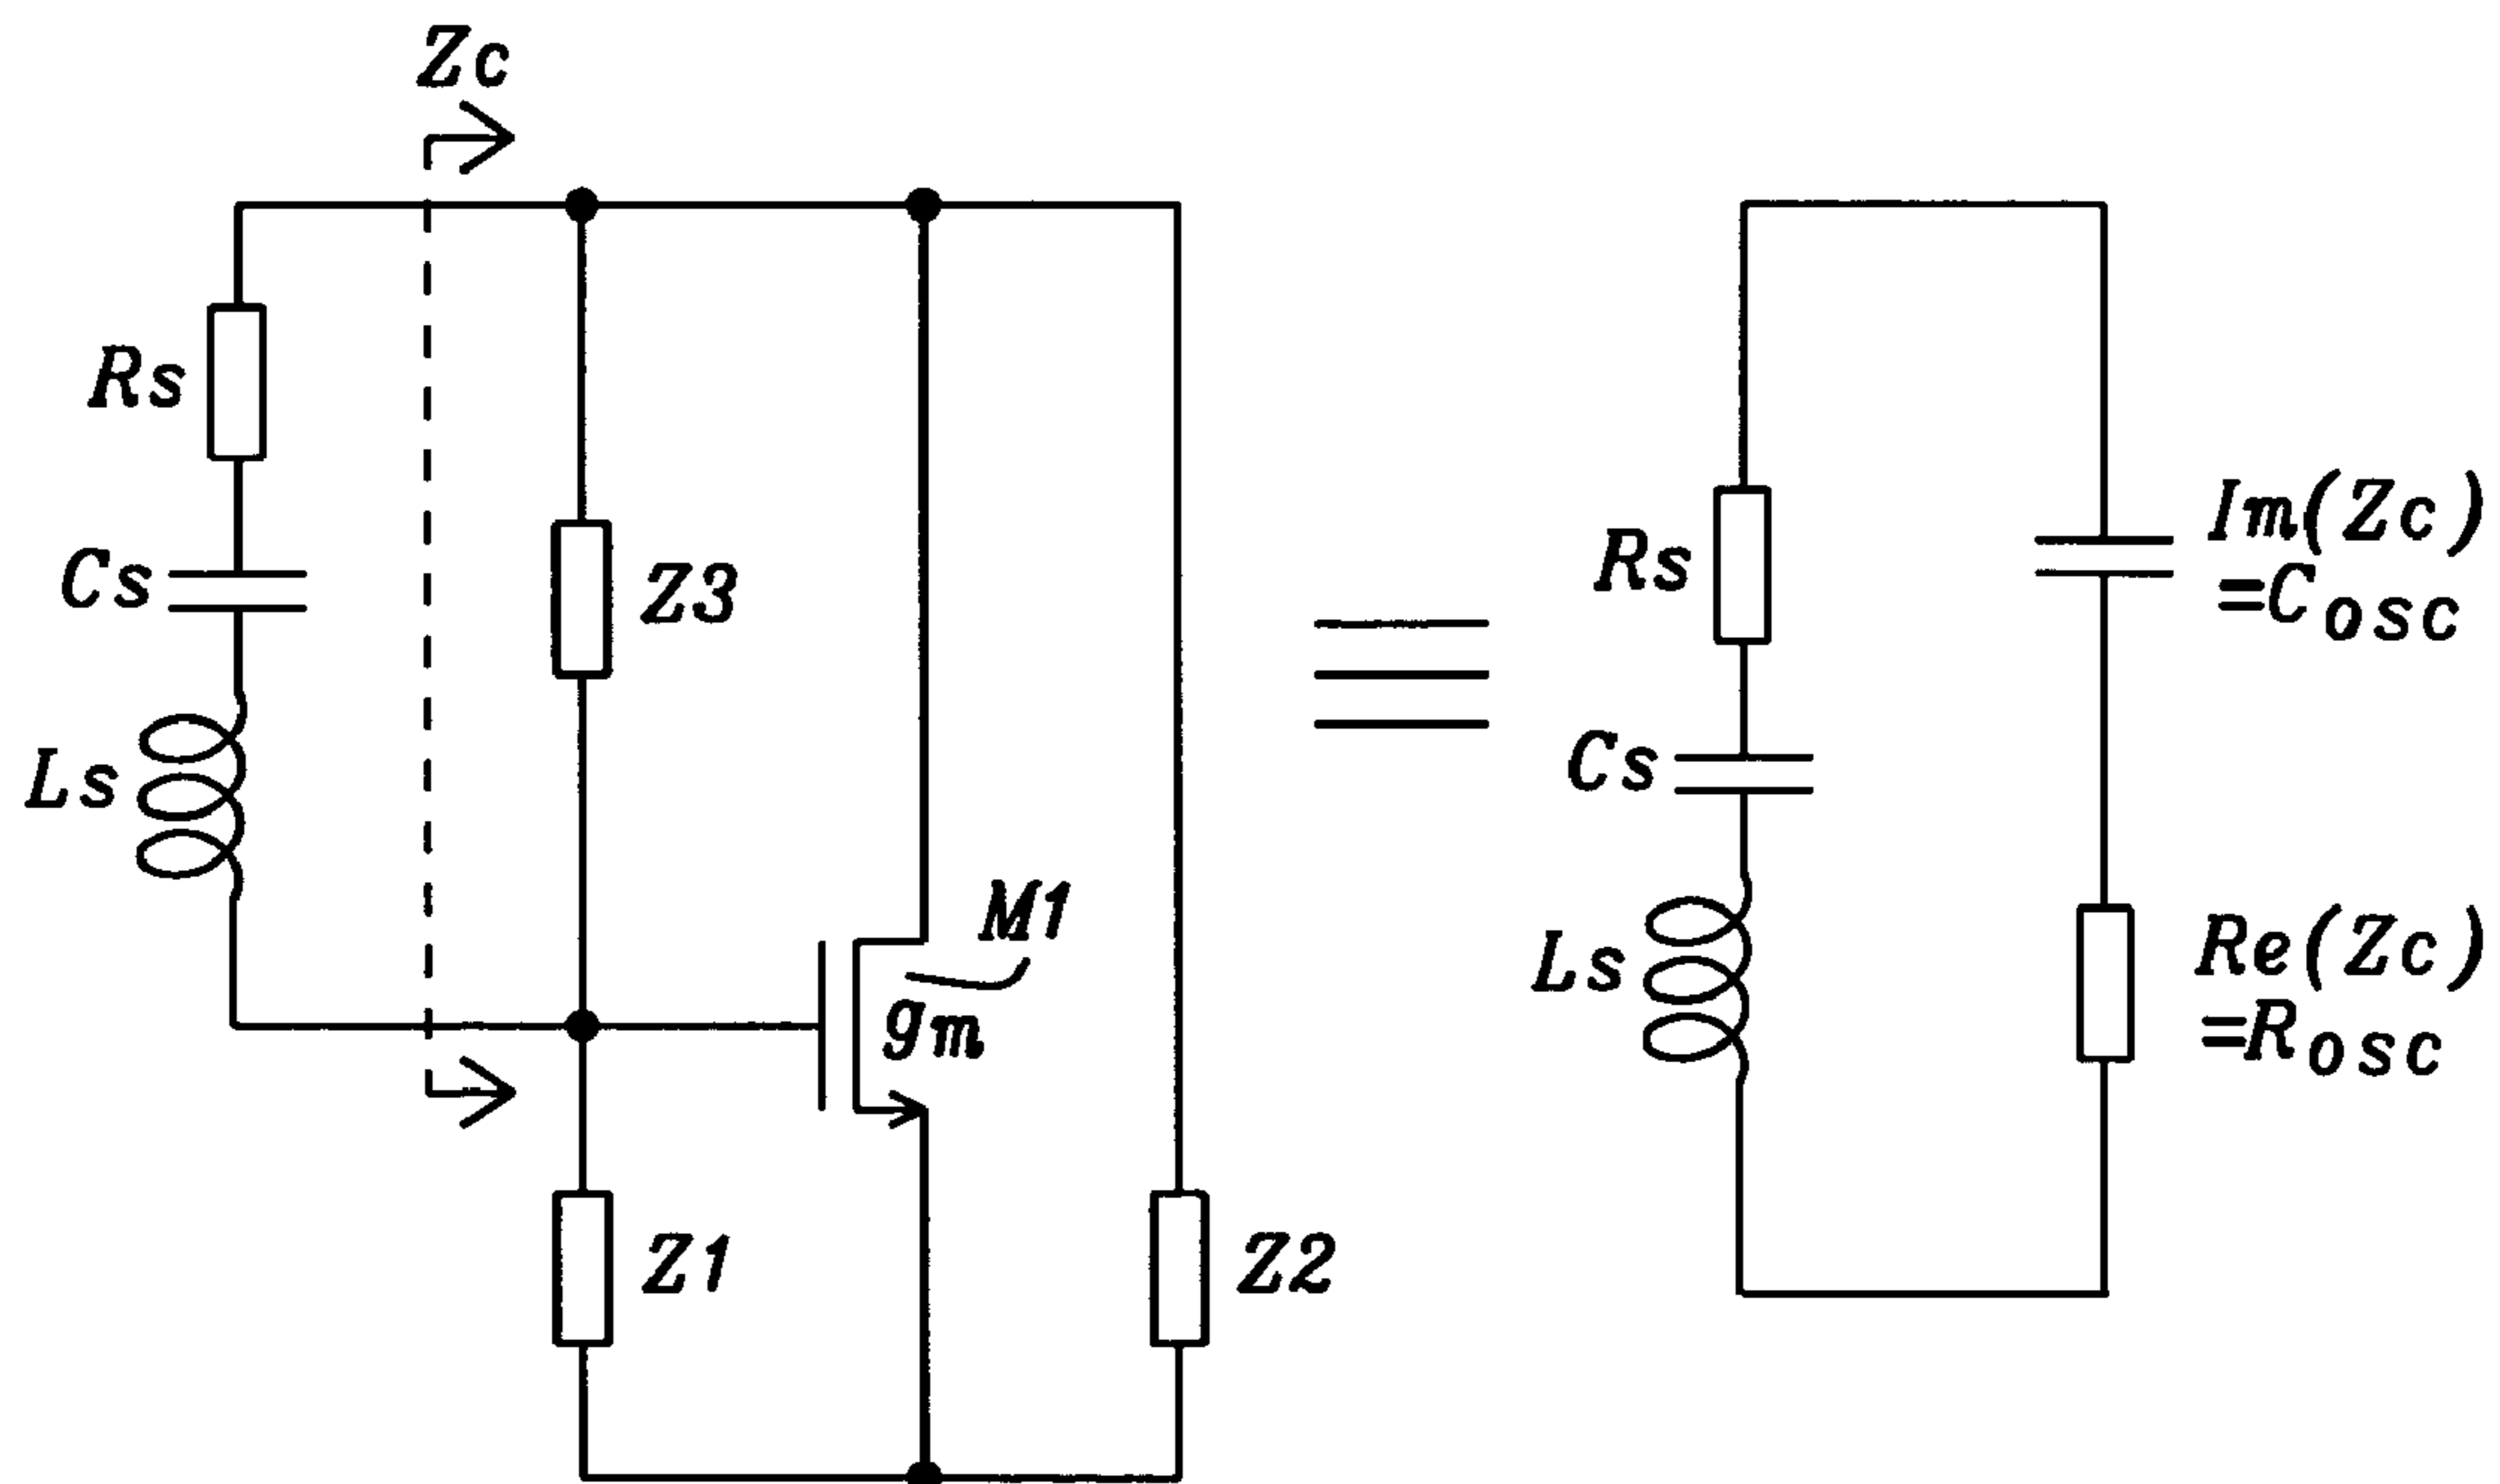 Zc
Rs
Cs
Ls
Z3
M1
gm
Z1
Z2
Rs
Cs
Ls
Im(Zc)
=Cosc
Re(Zc)
=Rosc